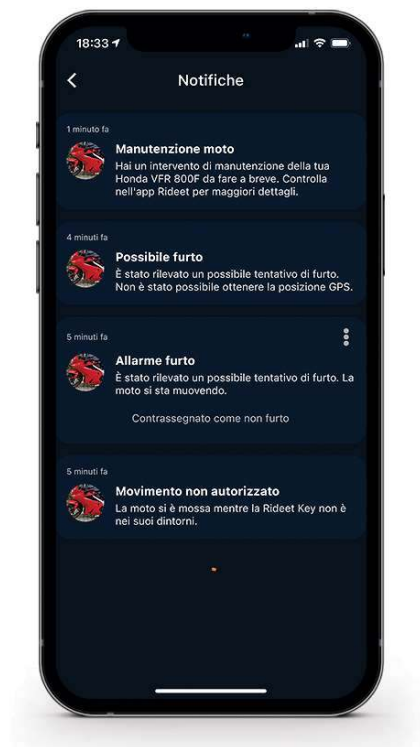 18:33
Notifiche
1 minuto fa
Manutenzione moto
Hai un intervento di manutenzione della tua
Honda VFR 800F da fare a breve. Controlla
nell'app Rideet per maggiori dettagli.
4 minuti fa
Possibile furto
È stato rilevato un possibile tentativo di furto.
Non è stato possibile ottenere la posizione GPS.
5 minuti fa
Allarme furto
È stato rilevato un possibile tentativo di furto. La
moto si sta muovendo.
Contrassegnato come non furto
5 minuti fa
Movimento non autorizzato
La moto si è mossa mentre la Rideet Key non è
nei suoi dintorni.